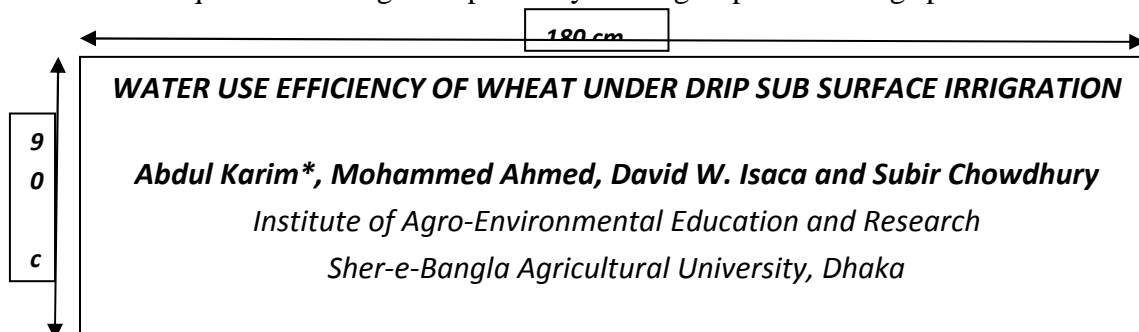 180 cm
WATER USE EFFICIENCY OF WHEAT UNDER DRIP SUB SURFACE IRRIGRATION
9
0
c
Abdul Karim*, Mohammed Ahmed, David W. Isaca and Subir Chowdhury
Institute of Agro-Environmental Education and Research
Sher-e-Bangla Agricultural University, Dhaka